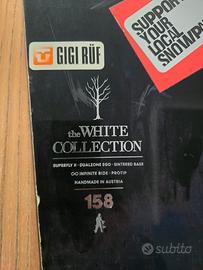 GIGI RÜF
SUPPORT
YOUR
LOCAL
the WHITE
COLLECTION
SUPERFLY II · DUALZONE EGD · SINTERED BASE
INFINITE RIDE · PROTIP
HANDMADE IN AUSTRIA
158
subito